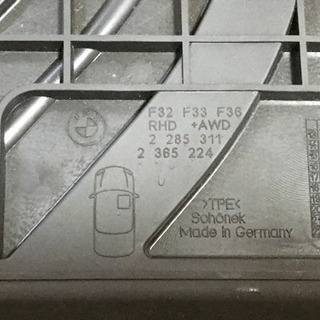 F32 F33 F36
RHD +AWD
2 285 311
2 365 224
>TPE<
Schönek
Made in Germany